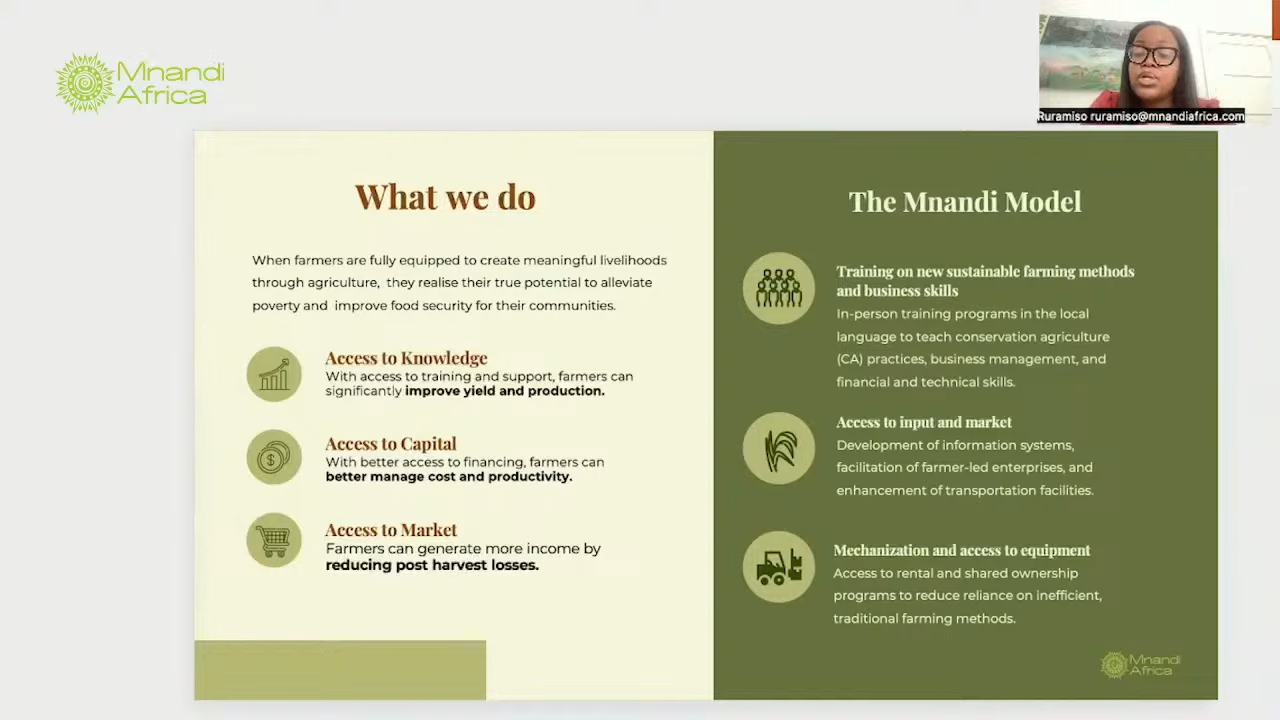 Mnandi
Africa
Ruramiso ruramiso@mnandiafrica.com
What we do
When farmers are fully equipped to create meaningful livelihoods
through agriculture, they realise their true potential to alleviate
poverty and improve food security for their communities.
Access to Knowledge
With access to training and support, farmers can
significantly improve yield and production.
Access to Capital
With better access to financing, farmers can
better manage cost and productivity.
Access to Market
Farmers can generate more income by
reducing post harvest losses.
The Mnandi Model
Training on new sustainable farming methods
and business skills
In-person training programs in the local
language to teach conservation agriculture
(CA) practices, business management, and
financial and technical skills.
Access to input and market
Development of information systems,
facilitation of farmer-led enterprises, and
enhancement of transportation facilities.
Mechanization and access to equipment
Access to rental and shared ownership
programs to reduce reliance on inefficient,
traditional farming methods.
Mnandi
Africa